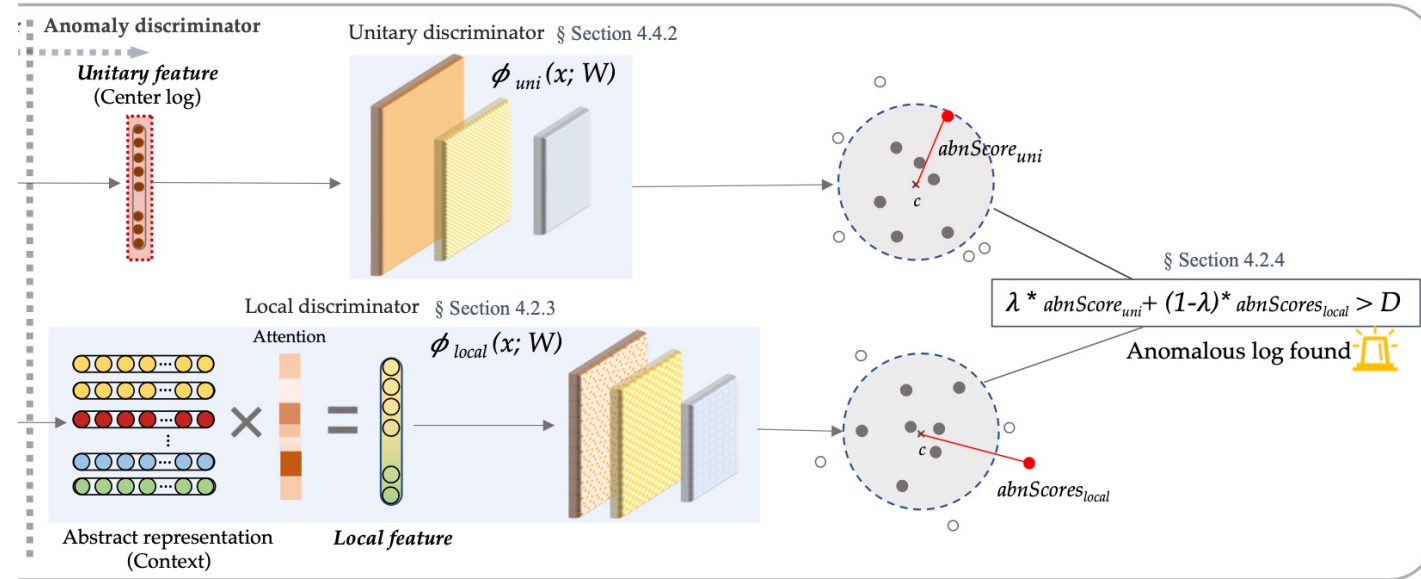 Anomaly discriminator
Unitary feature
(Center log)
Unitary discriminator § Section 4.4.2
ϕ uni (x; W)
abnScore uni
c
§ Section 4.2.4
λ * abnScore uni + (1-λ)* abnScores local > D
Anomalous log found
Local discriminator § Section 4.2.3
Attention
ϕ local (x; W)
...
...
...
⋮
...
...
× =
c
abnScores local
Abstract representation
(Context)
Local feature